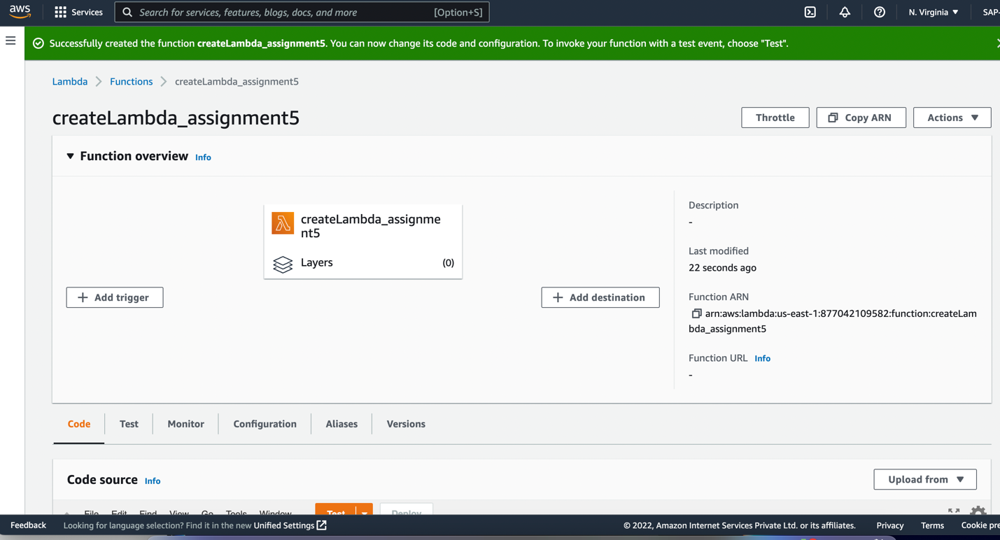 aws Services Search for services, features, blogs, docs, and more [Option+S] N. Virginia SAP-
Successfully created the function createLambda_assignment5. You can now change its code and configuration. To invoke your function with a test event, choose "Test".
Lambda Functions createLambda_assignment5
createLambda_assignment5 Throttle Copy ARN Actions
Function overview Info
createLambda_assignme
nt5
Layers (0)
Add trigger
Add destination
Description
-
Last modified
22 seconds ago
Function ARN
arn:aws:lambda:us-east-1:877042109582:function:createLam
bda_assignment5
Function URL Info
-
Code Test Monitor Configuration Aliases Versions
Code source Info Upload from
File Edit Find View Go Tools Window Test Deploy
Feedback Looking for language selection? Find it in the new Unified Settings © 2022, Amazon Internet Services Private Ltd. or its affiliates. Privacy Terms Cookie pre